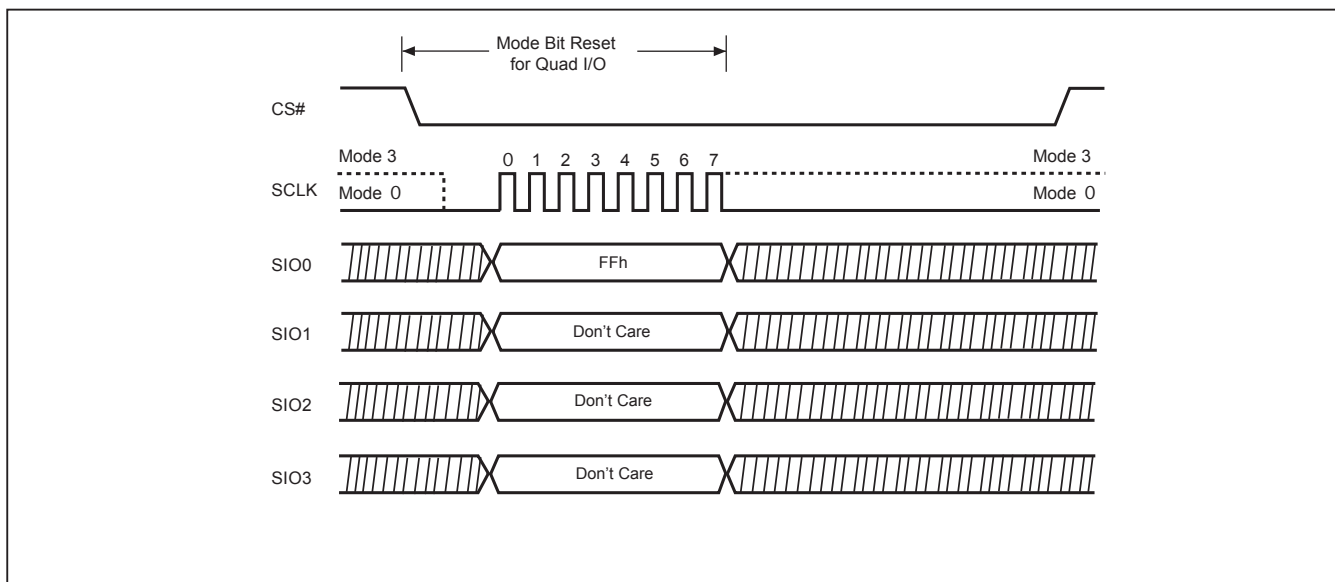 Mode Bit Reset
for Quad I/O
CS#
Mode 3
0 1 2 3 4 5 6 7
Mode 3
SCLK
Mode 0
Mode 0
SIO0
FFh
SIO1
Don't Care
SIO2
Don't Care
SIO3
Don't Care